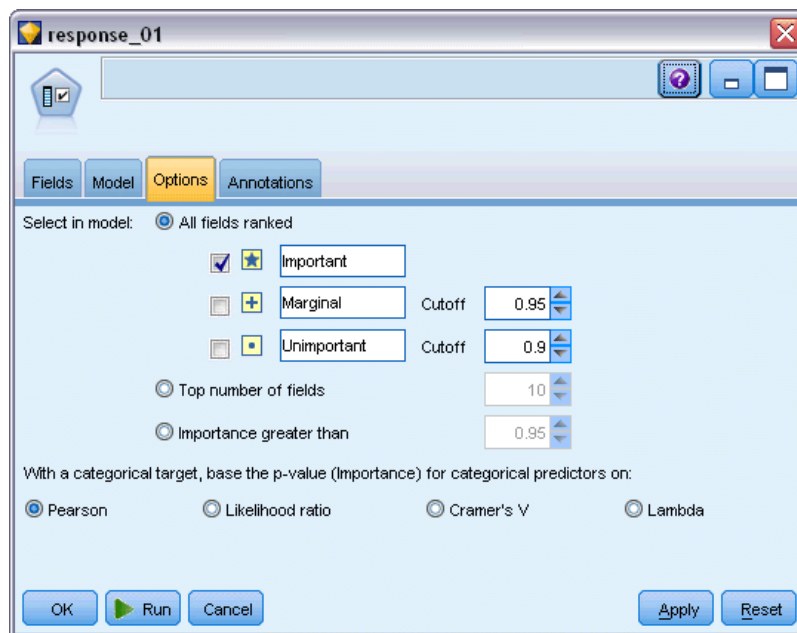 response_01
?
Fields Model Options Annotations
Select in model: All fields ranked
Important
Marginal Cutoff 0.95
Unimportant Cutoff 0.9
Top number of fields 10
Importance greater than 0.95
With a categorical target, base the p-value (Importance) for categorical predictors on:
Pearson Likelihood ratio Cramer's V Lambda
OK Run Cancel Apply Reset